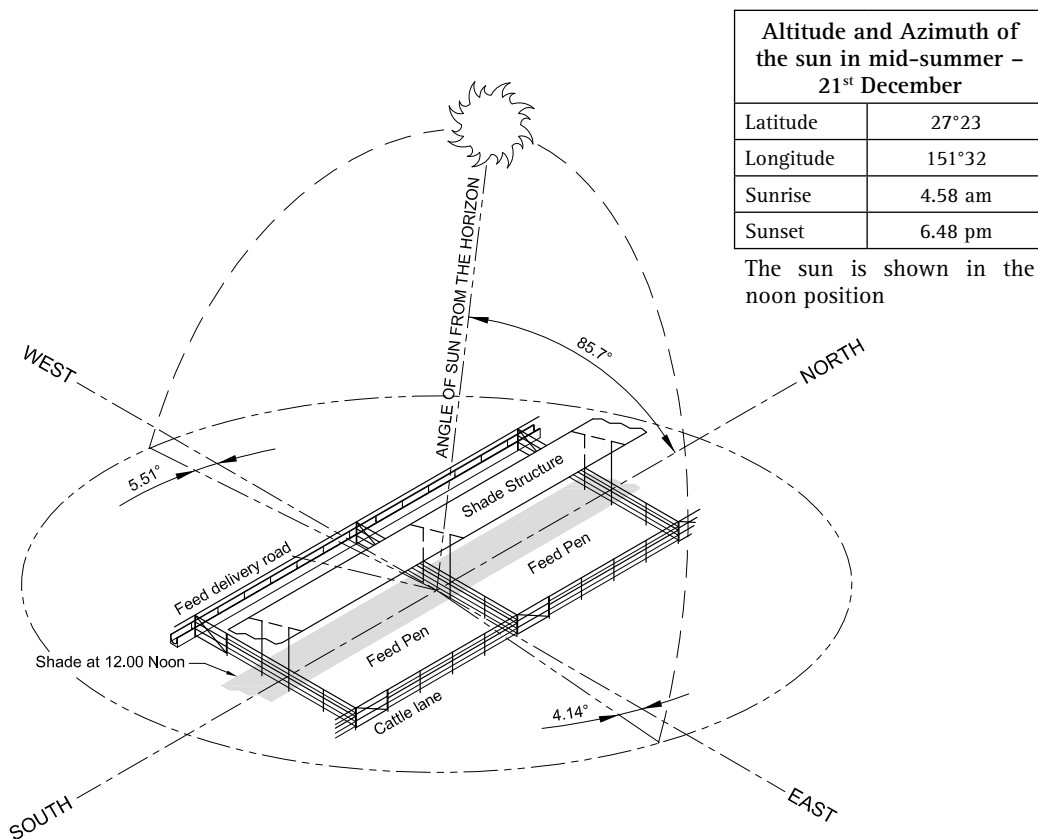 Altitude and Azimuth of
the sun in mid-summer –
21st December
Latitude 27°23
Longitude 151°32
Sunrise 4.58 am
Sunset 6.48 pm
The sun is shown in the
noon position
ANGLE OF SUN FROM THE HORIZON
85.7°
WEST
NORTH
5.51°
Shade Structure
Feed delivery road
Feed Pen
Feed Pen
Shade at 12.00 Noon
Cattle lane
4.14°
SOUTH
EAST